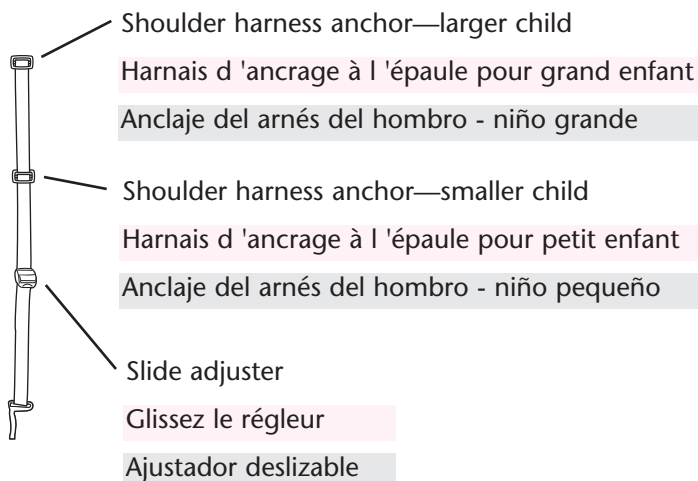 Shoulder harness anchor—larger child
Harnais d 'ancrage à l 'épaule pour grand enfant
Anclaje del arnés del hombro - niño grande
Shoulder harness anchor—smaller child
Harnais d 'ancrage à l 'épaule pour petit enfant
Anclaje del arnés del hombro - niño pequeño
Slide adjuster
Glissez le régleur
Ajustador deslizable